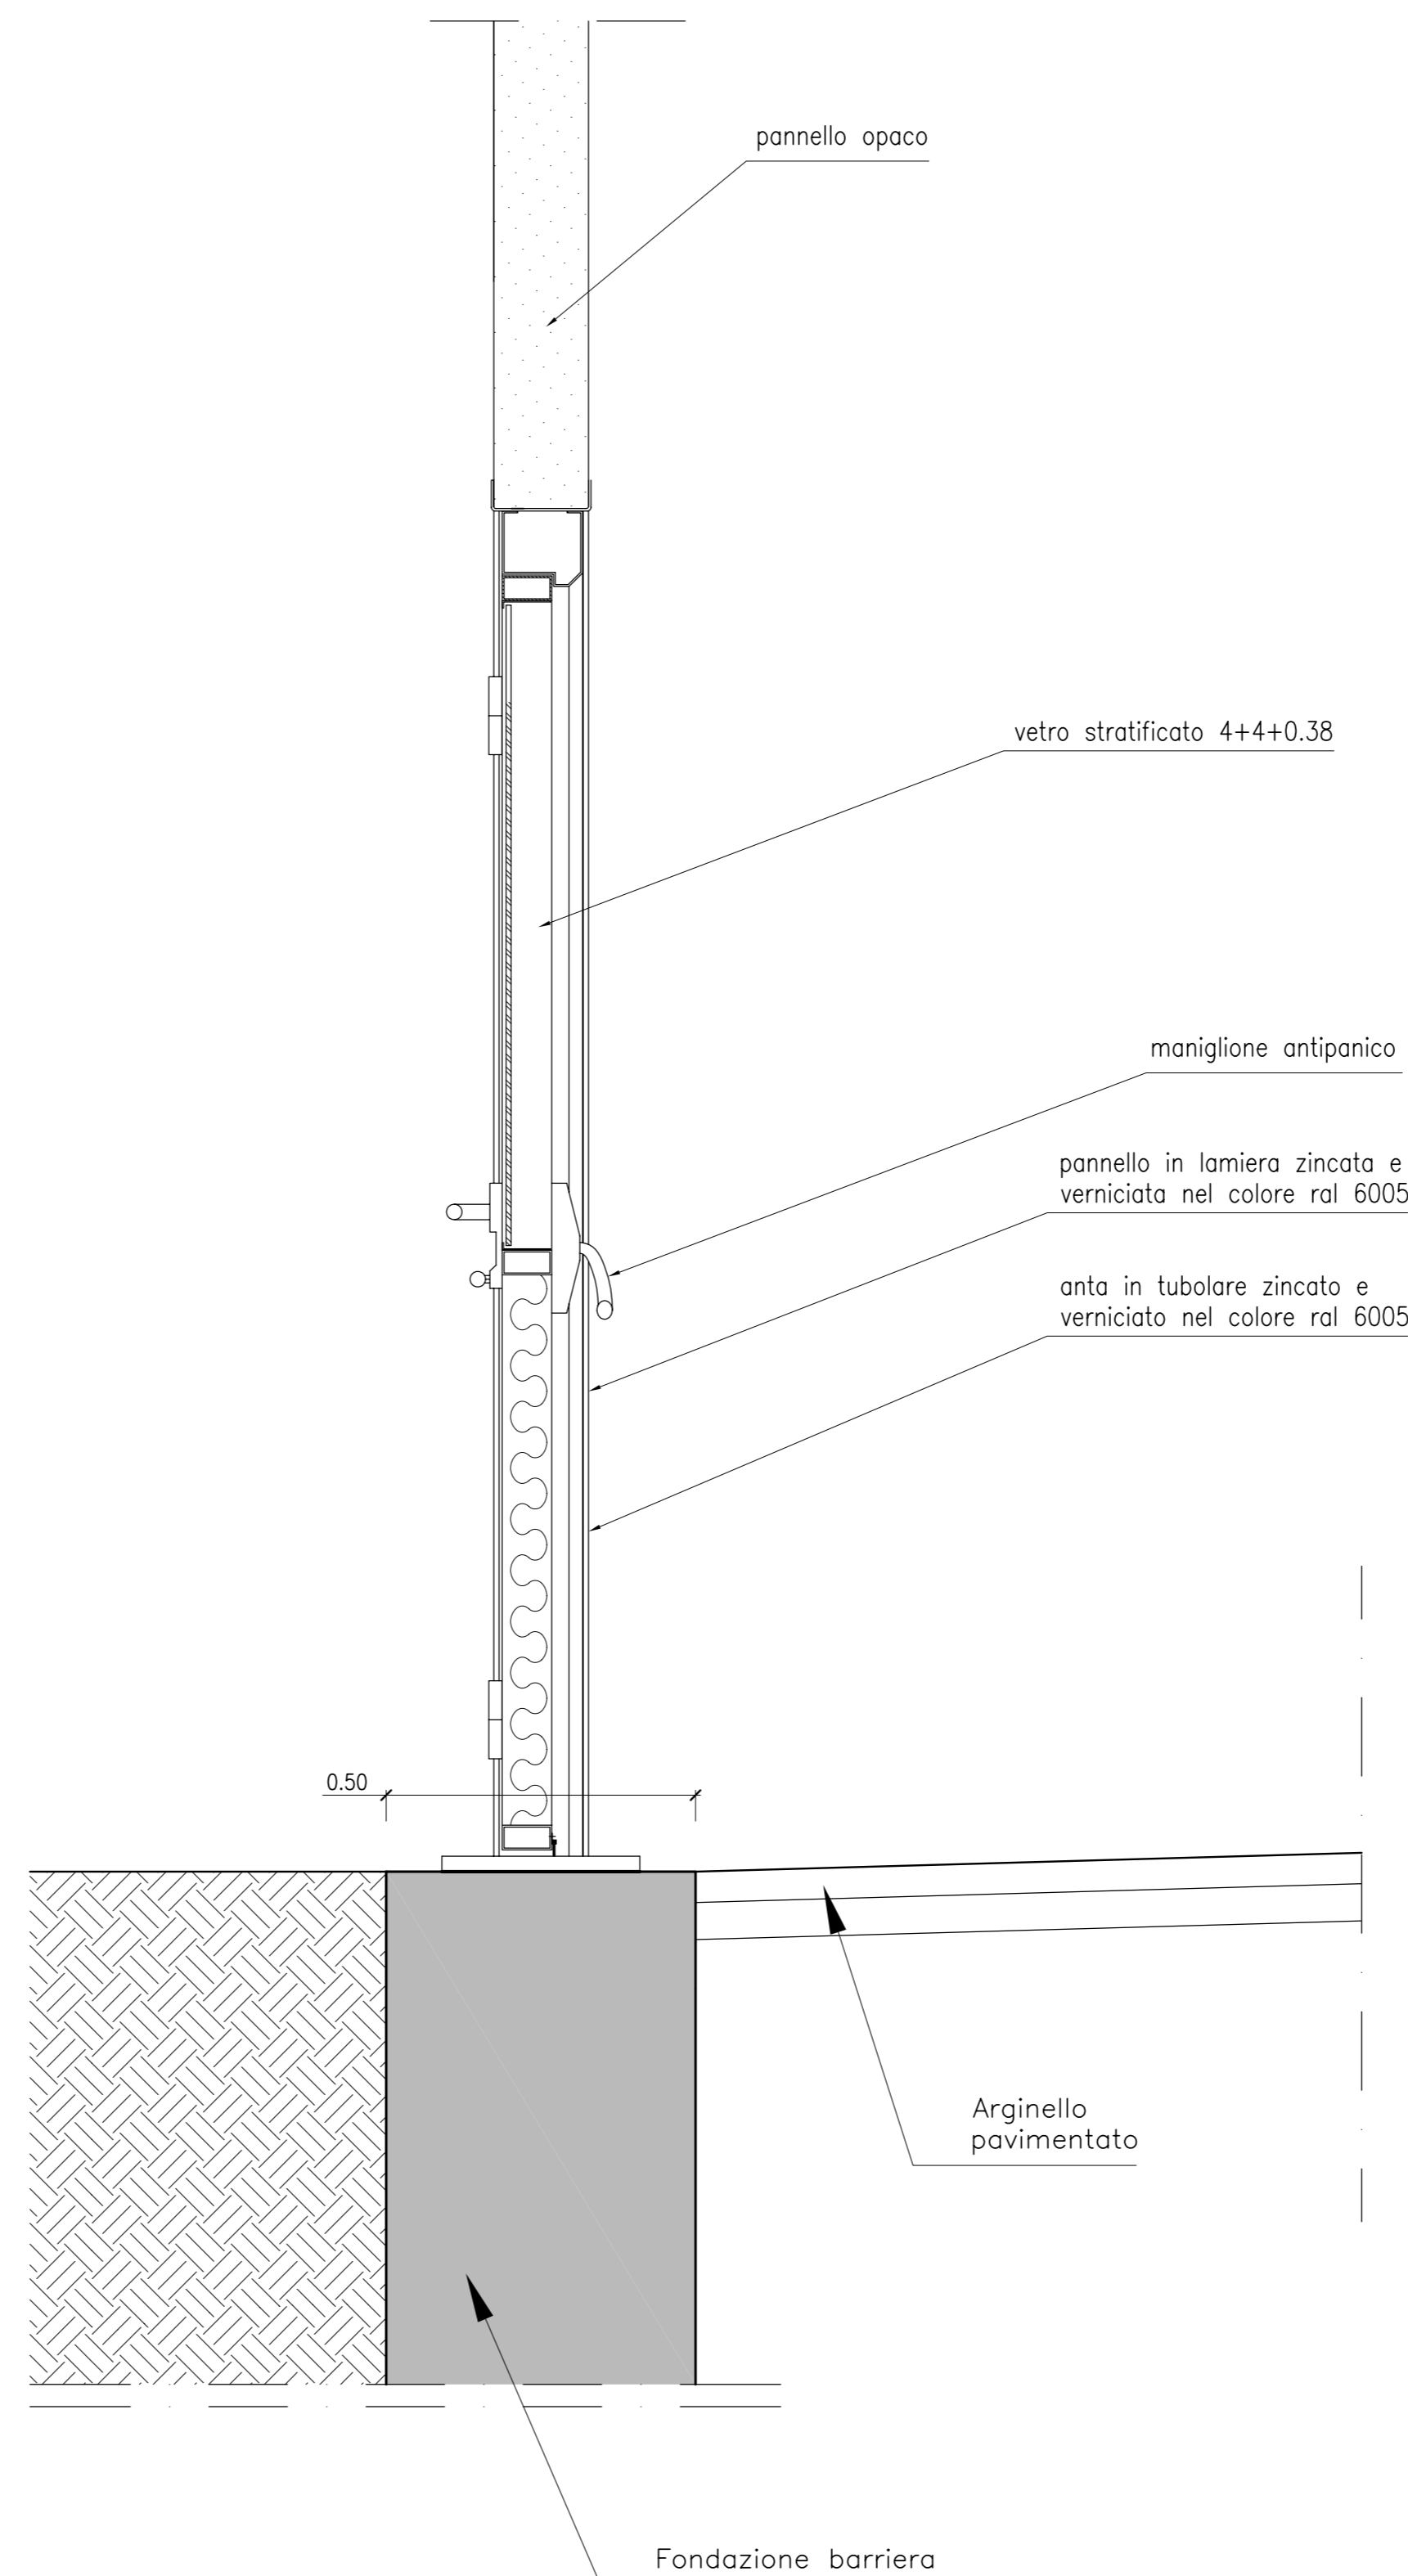 pannello opaco
vetro stratificato 4+4+0.38
maniglione antipanico
pannello in lamiera zincata e
verniciata nel colore ral 6005
anta in tubolare zincato e
verniciato nel colore ral 6005
0.50
Arginello
pavimentato
Fondazione barriera